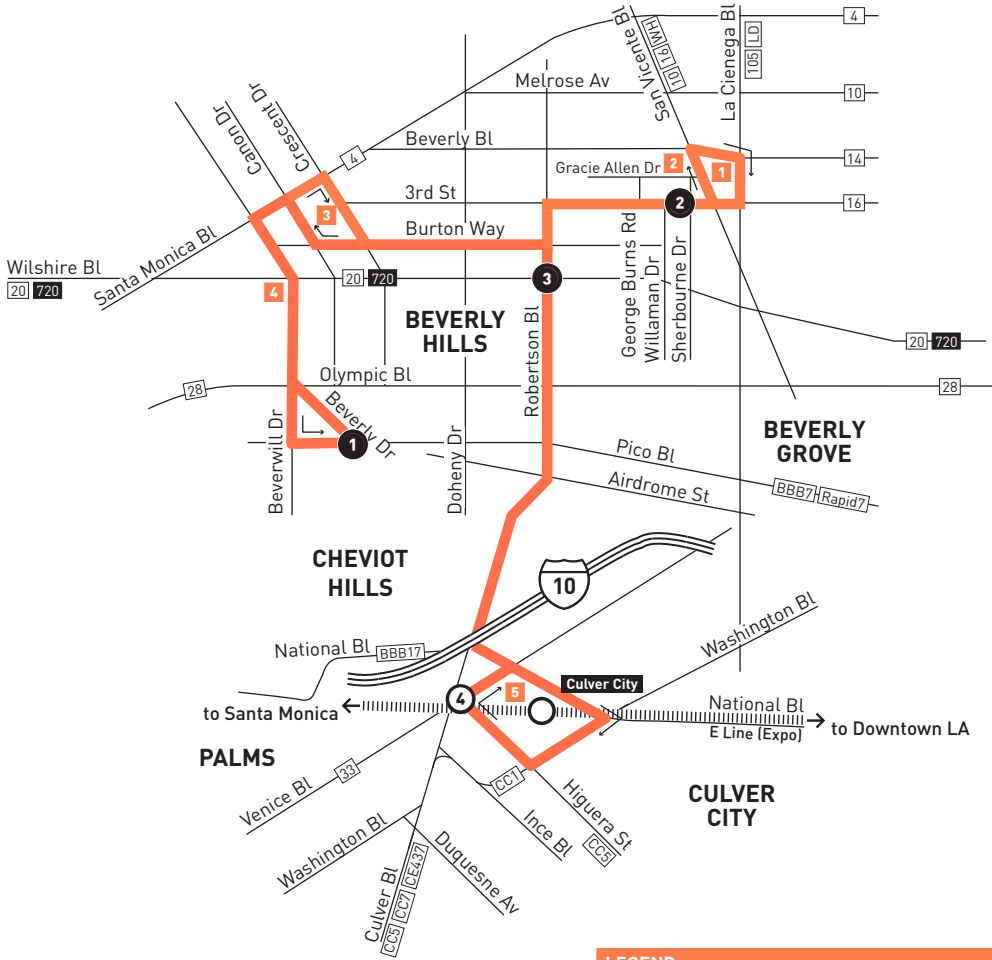 4
La Cienega Bl
105 LD
San Vicente Bl
10 16 WH
Melrose Av
10
Canon Dr
Crescent Dr
4
Beverly Bl
14
Gracie Allen Dr
2
1
3rd St
2
16
3
Burton Way
Santa Monica Bl
Wilshire Bl
20 720
4
20 720
3
George Burns Rd
Willaman Dr
Sherbourne Dr
BEVERLY
HILLS
Robertson Bl
20 720
Olympic Bl
28
28
Beverly Dr
Beverwill Dr
1
Doheny Dr
BEVERLY
GROVE
Pico Bl
BBB7 Rapid7
Airdrome St
CHEVIOT
HILLS
10
National Bl
BBB17
Washington Bl
4
5
Culver City
to Santa Monica
National Bl
E Line (Expo)
to Downtown LA
PALMS
Venice Bl
33
CC1
Higuera St
CC5
Ince Bl
CULVER
CITY
Washington Bl
Duquesne Av
Culver Bl
CC5 CC7 CE437